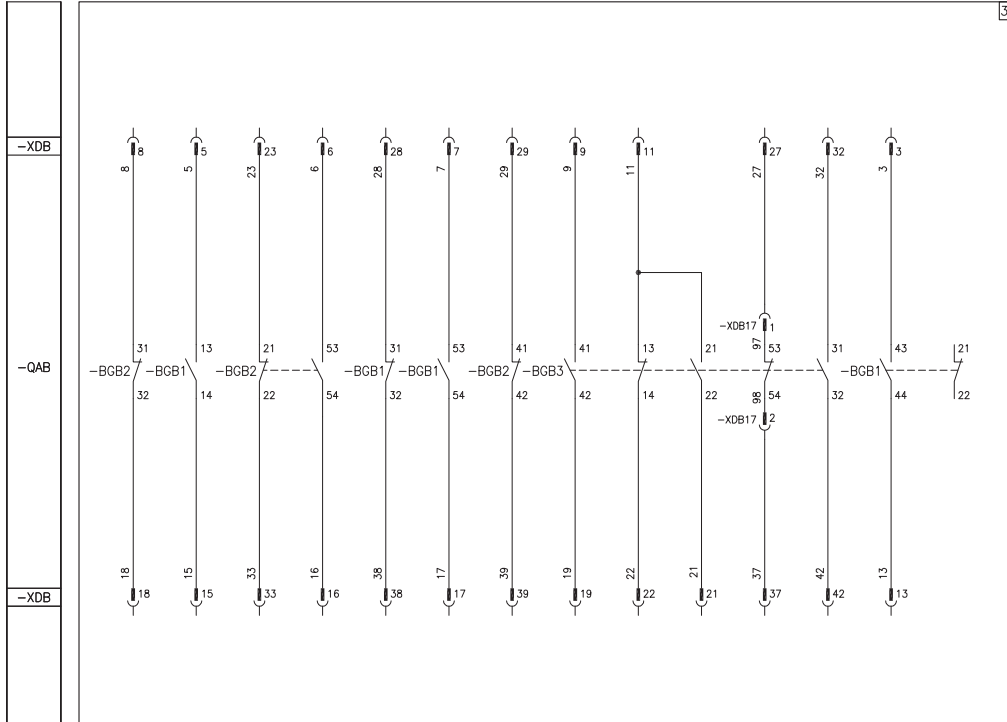 3
-XDB 8 5 23 6 28 7 29 9 11 27 32 3
8 5 23 6 28 7 29 9 11 27 32 3
-XDB17 1
97
31 13 21 53 31 53 41 41 13 21 53 31 43 21
-QAB -BGB2 -BGB1 -BGB2 -BGB1 -BGB1 -BGB2 -BGB3 -BGB1
32 14 22 54 32 54 42 42 14 22 54 32 44 22
98
-XDB17 2
18 15 33 16 38 17 39 19 22 21 37 42 13
-XDB 18 15 33 16 38 17 39 19 22 21 37 42 13